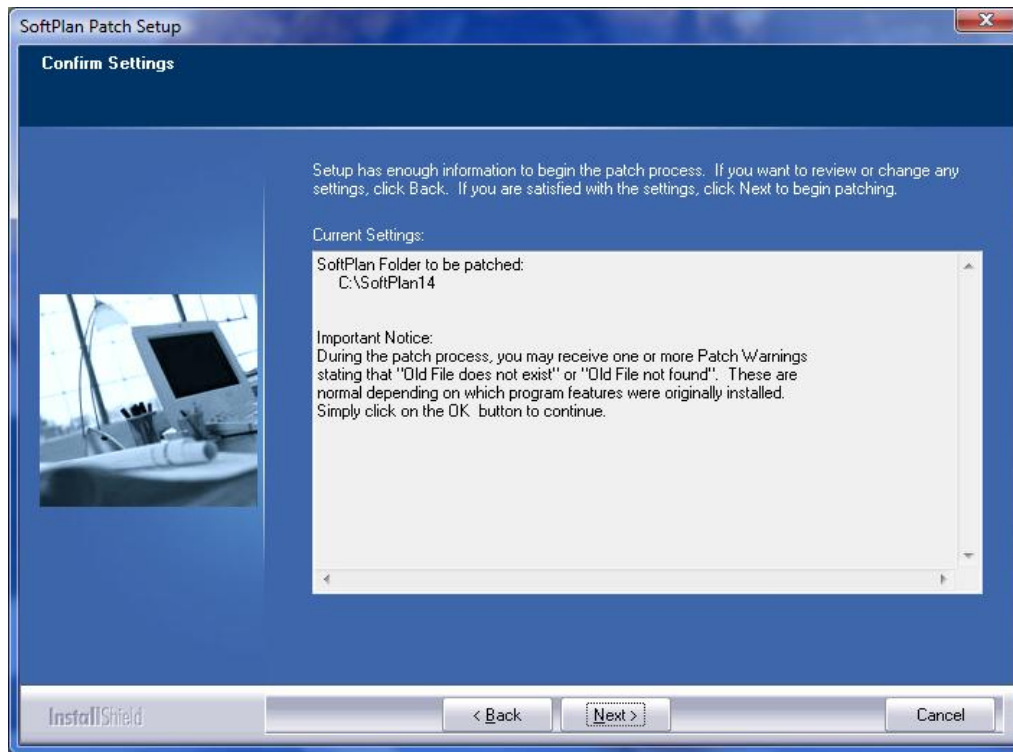 SoftPlan Patch Setup
Confirm Settings
Setup has enough information to begin the patch process.  If you want to review or change any
settings, click Back.  If you are satisfied with the settings, click Next to begin patching.
Current Settings:
SoftPlan Folder to be patched:
C:\SoftPlan14
Important Notice:
During the patch process, you may receive one or more Patch Warnings
stating that "Old File does not exist" or "Old File not found".  These are
normal depending on which program features were originally installed.
Simply click on the OK  button to continue.
InstallShield
< Back
Next >
Cancel